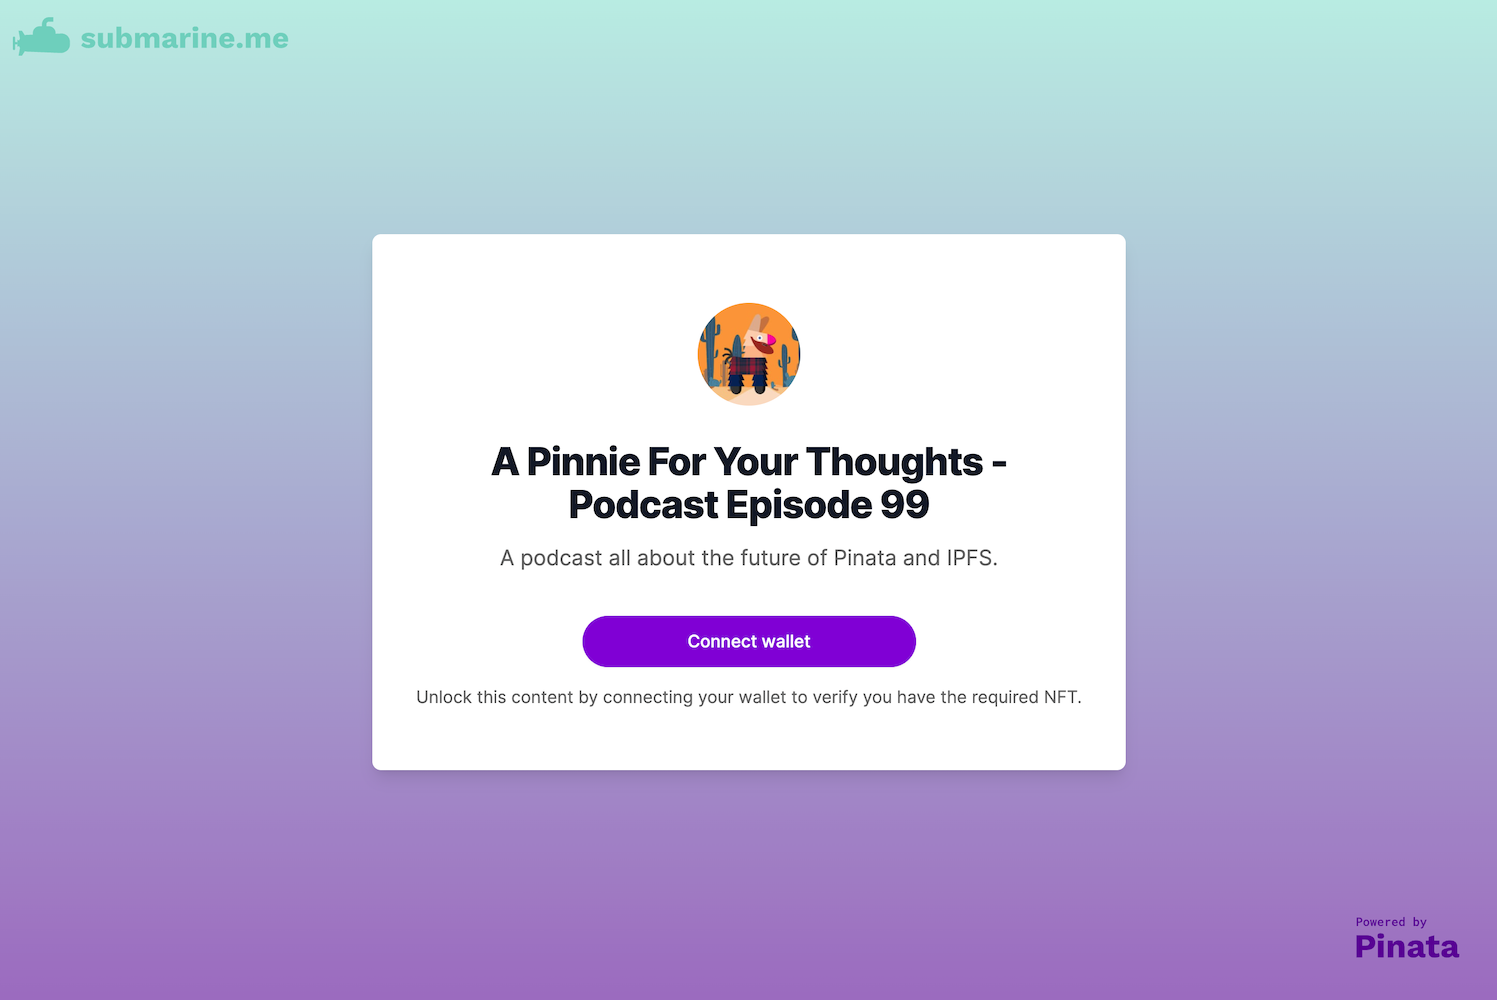 submarine.me
A Pinnie For Your Thoughts -
Podcast Episode 99
A podcast all about the future of Pinata and IPFS.
Connect wallet
Unlock this content by connecting your wallet to verify you have the required NFT.
Powered by
Pinata